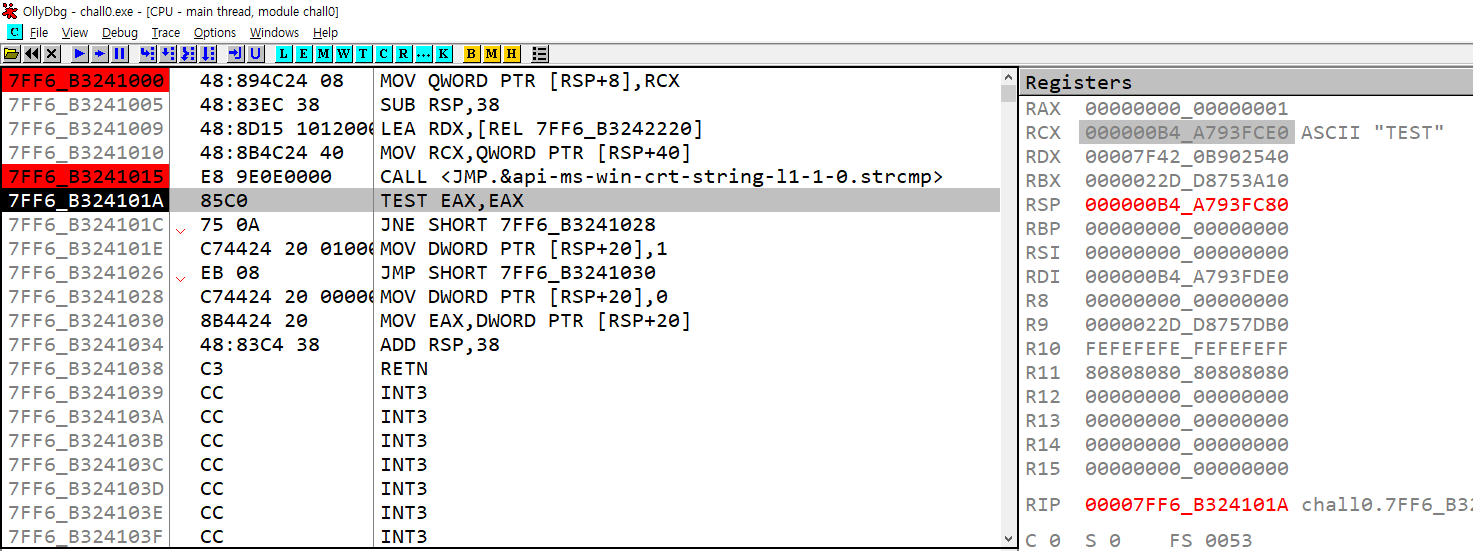 OllyDbg - chall0.exe - [CPU - main thread, module chall0]
C File View Debug Trace Options Windows Help
L E M W T C R ... K B M H
7FF6_B3241000 48:894C24 08 MOV QWORD PTR [RSP+8],RCX
7FF6_B3241005 48:83EC 38 SUB RSP,38
7FF6_B3241009 48:8D15 1012000 LEA RDX,[REL 7FF6_B3242220]
7FF6_B3241010 48:8B4C24 40 MOV RCX,QWORD PTR [RSP+40]
7FF6_B3241015 E8 9E0E0000 CALL <JMP.&api-ms-win-crt-string-l1-1-0.strcmp>
7FF6_B324101A 85C0 TEST EAX,EAX
7FF6_B324101C 75 0A JNE SHORT 7FF6_B3241028
7FF6_B324101E C74424 20 01000 MOV DWORD PTR [RSP+20],1
7FF6_B3241026 EB 08 JMP SHORT 7FF6_B3241030
7FF6_B3241028 C74424 20 00000 MOV DWORD PTR [RSP+20],0
7FF6_B3241030 8B4424 20 MOV EAX,DWORD PTR [RSP+20]
7FF6_B3241034 48:83C4 38 ADD RSP,38
7FF6_B3241038 C3 RETN
7FF6_B3241039 CC INT3
7FF6_B324103A CC INT3
7FF6_B324103B CC INT3
7FF6_B324103C CC INT3
7FF6_B324103D CC INT3
7FF6_B324103E CC INT3
7FF6_B324103F CC INT3
Registers
RAX 00000000_00000001
RCX 000000B4_A793FCE0 ASCII "TEST"
RDX 00007F42_0B902540
RBX 0000022D_D8753A10
RSP 000000B4_A793FC80
RBP 00000000_00000000
RSI 00000000_00000000
RDI 000000B4_A793FDE0
R8 00000000_00000000
R9 0000022D_D8757DB0
R10 FEFEFEFE_FEFEFEFF
R11 80808080_80808080
R12 00000000_00000000
R13 00000000_00000000
R14 00000000_00000000
R15 00000000_00000000
RIP 00007FF6_B324101A chall0.7FF6_B32
C 0 S 0 FS 0053